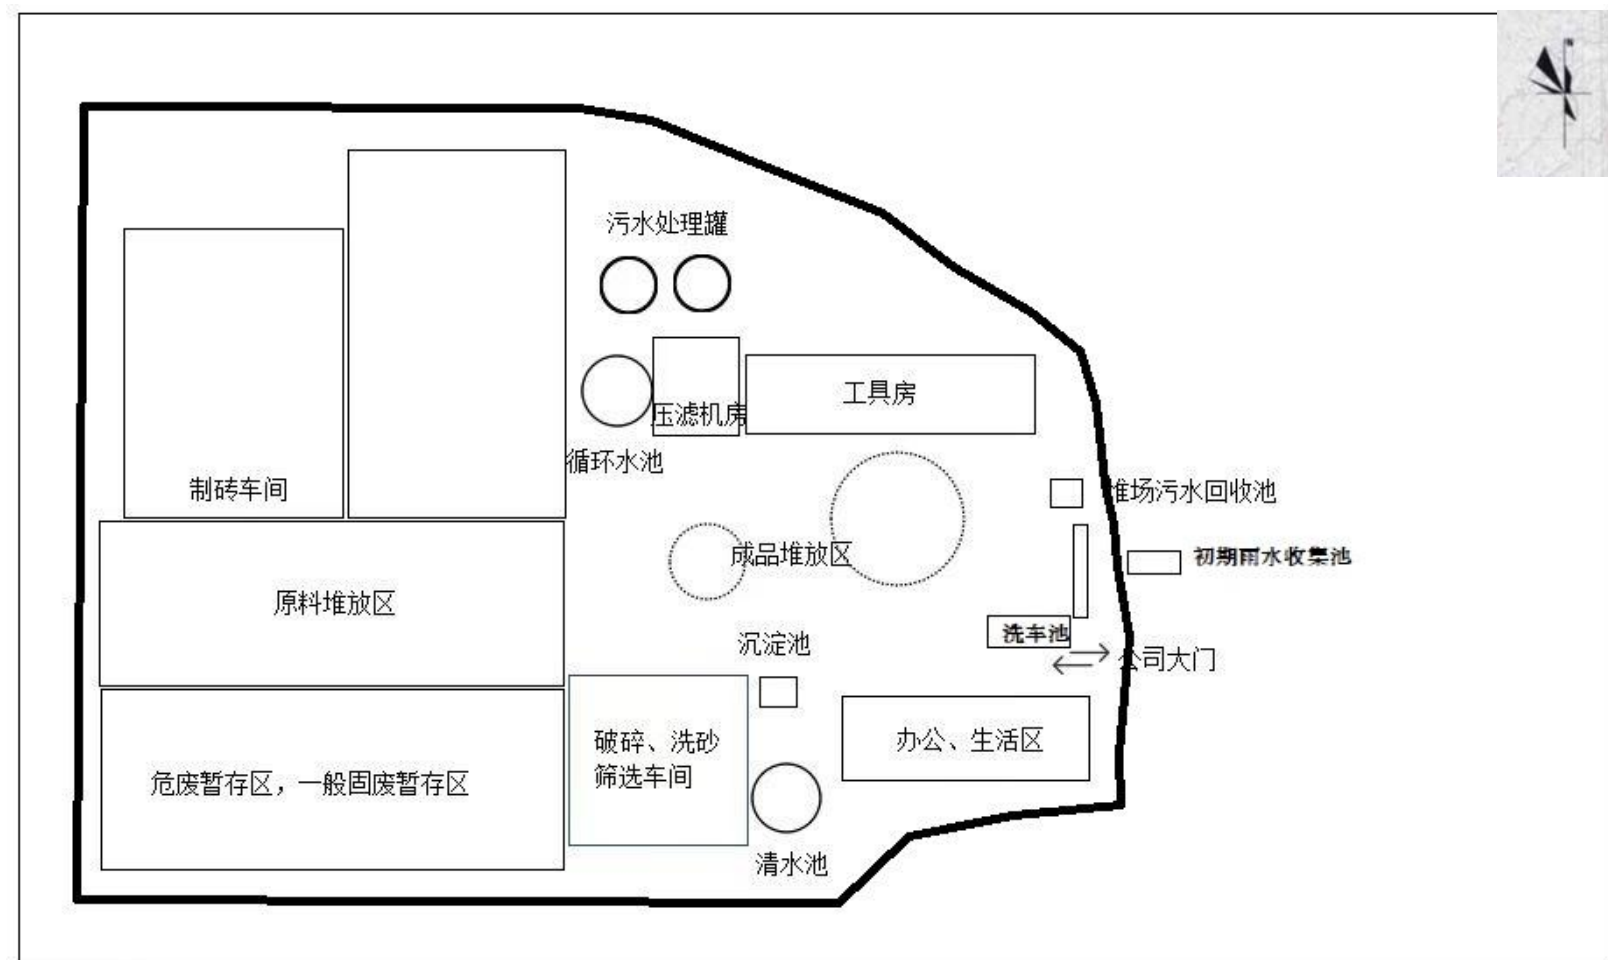 污水处理罐
工具房
压滤机房
循环水池
制砖车间
堆场污水回收池
成品堆放区
初期雨水收集池
原料堆放区
洗车池
沉淀池
公司大门
破碎、洗砂
筛选车间
办公、生活区
危废暂存区，一般固废暂存区
清水池